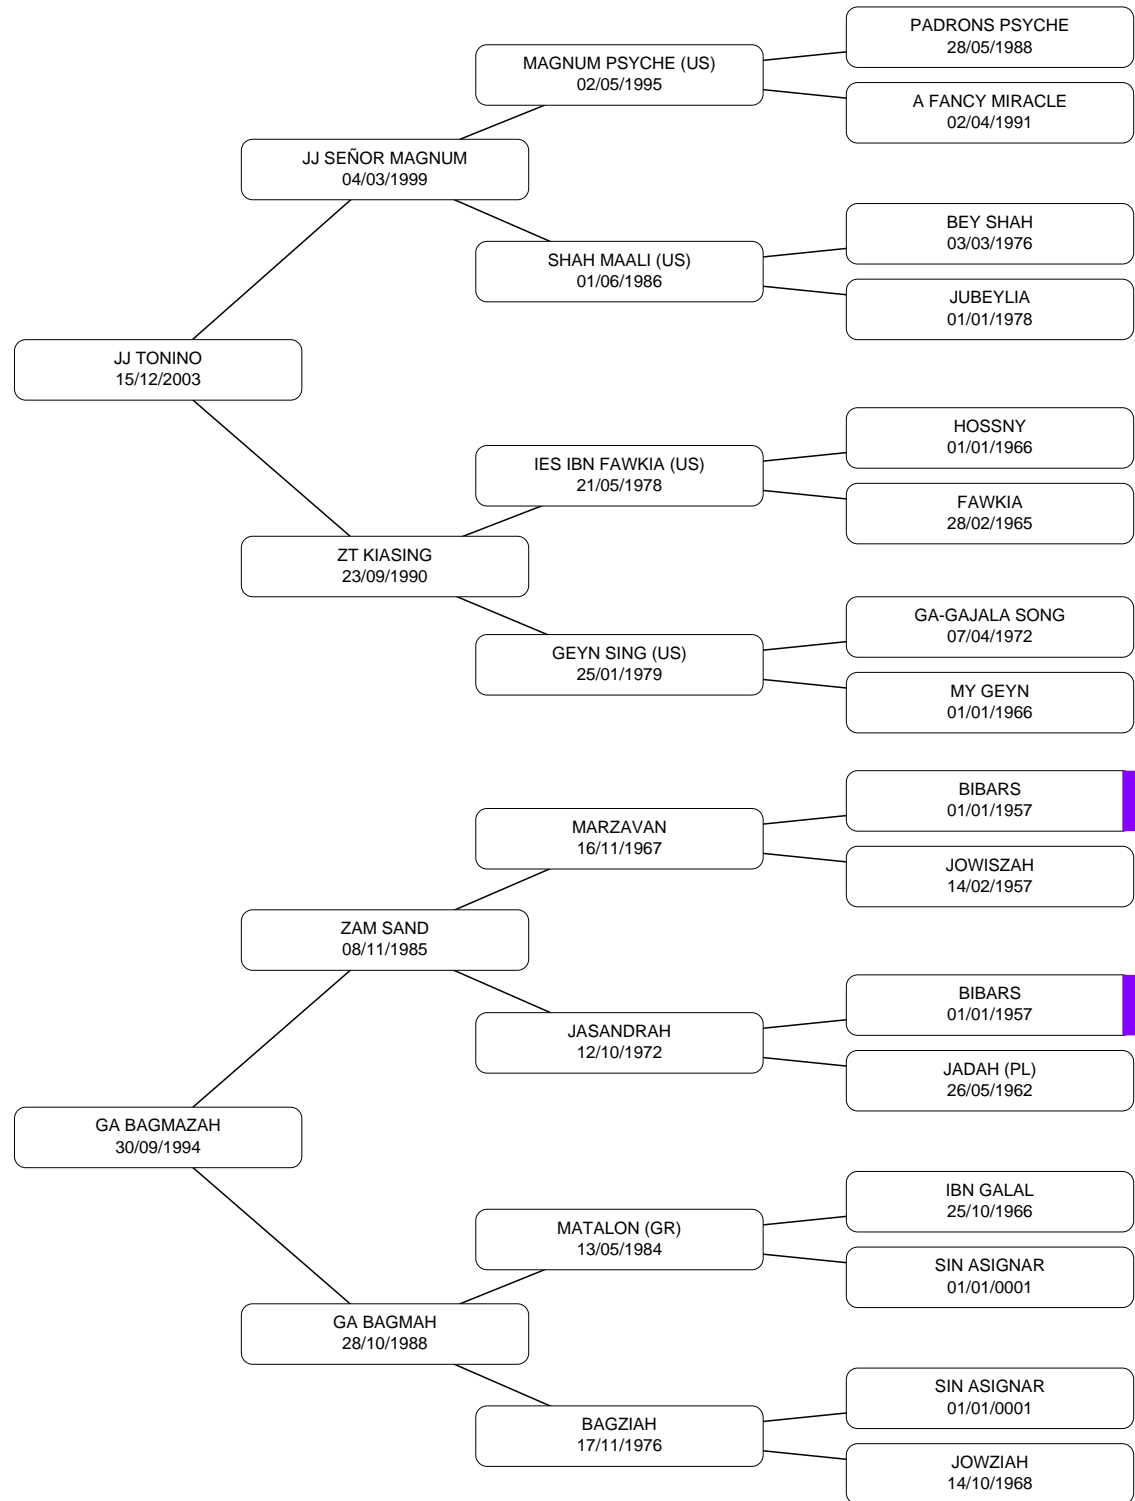 PADRONS PSYCHE
28/05/1988
MAGNUM PSYCHE (US)
02/05/1995
A FANCY MIRACLE
02/04/1991
JJ SEÑOR MAGNUM
04/03/1999
BEY SHAH
03/03/1976
SHAH MAALI (US)
01/06/1986
JUBEYLIA
01/01/1978
JJ TONINO
15/12/2003
HOSSNY
01/01/1966
IES IBN FAWKIA (US)
21/05/1978
FAWKIA
28/02/1965
ZT KIASING
23/09/1990
GA-GAJALA SONG
07/04/1972
GEYN SING (US)
25/01/1979
MY GEYN
01/01/1966
BIBARS
01/01/1957
MARZAVAN
16/11/1967
JOWISZAH
14/02/1957
ZAM SAND
08/11/1985
BIBARS
01/01/1957
JASANDRAH
12/10/1972
JADAH (PL)
26/05/1962
GA BAGMAZAH
30/09/1994
IBN GALAL
25/10/1966
MATALON (GR)
13/05/1984
SIN ASIGNAR
01/01/0001
GA BAGMAH
28/10/1988
SIN ASIGNAR
01/01/0001
BAGZIAH
17/11/1976
JOWZIAH
14/10/1968